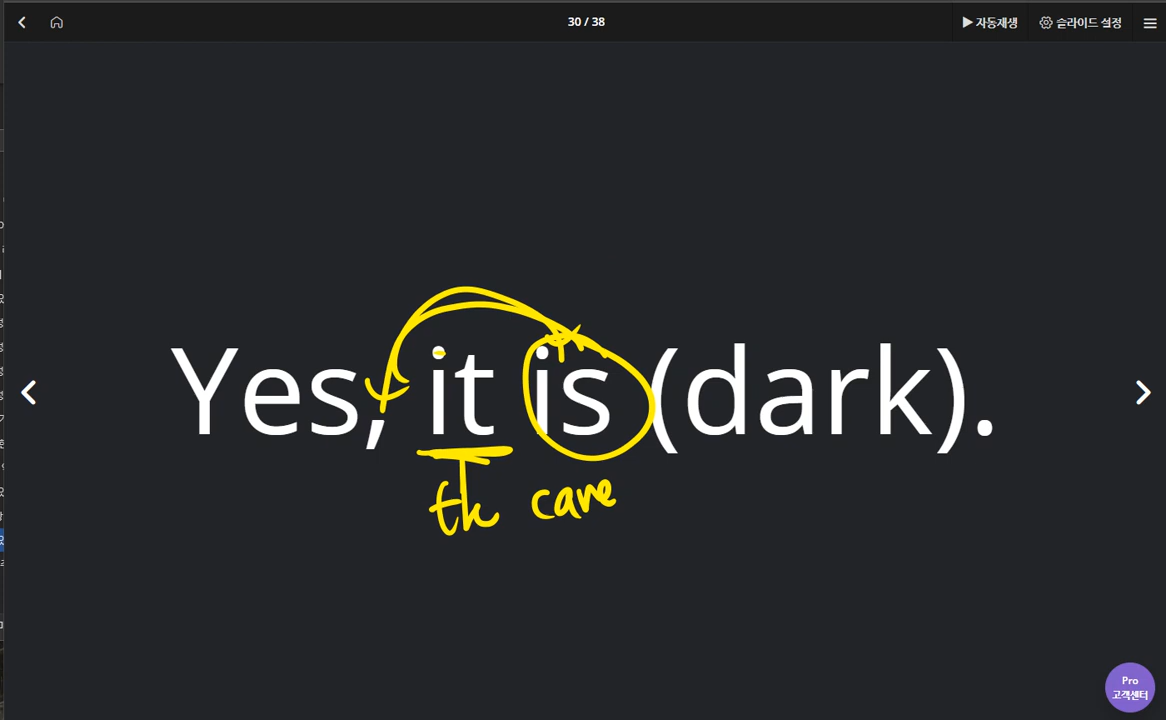 30 / 38
▶ 자동재생
슬라이드 설정
Yes, it is (dark).
Pro
고객센터